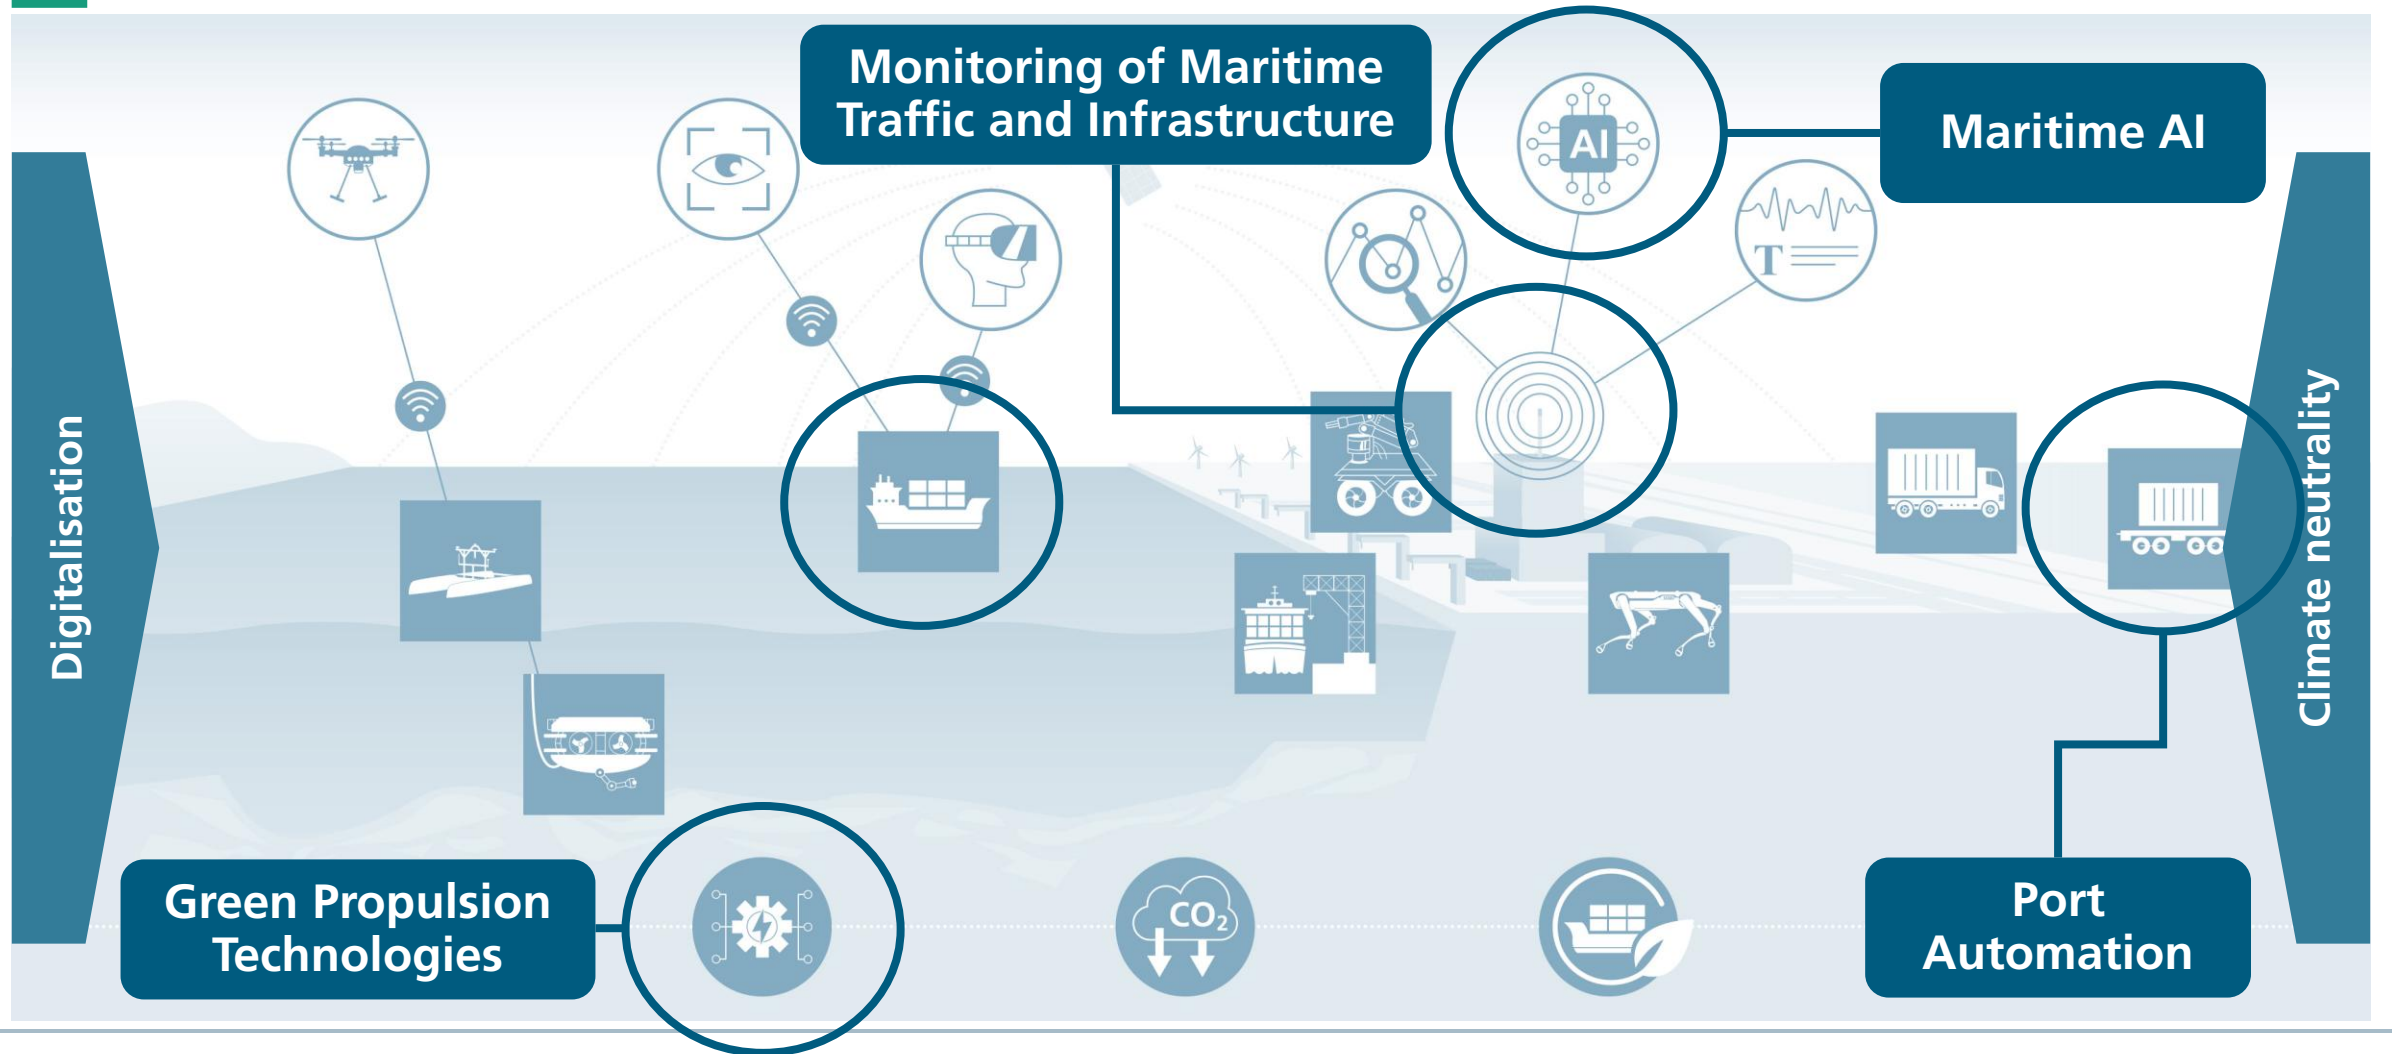 Monitoring of Maritime
Traffic and Infrastructure
AI
Maritime AI
T
Digitalisation
Climate neutrality
Green Propulsion
Technologies
CO₂
Port
Automation